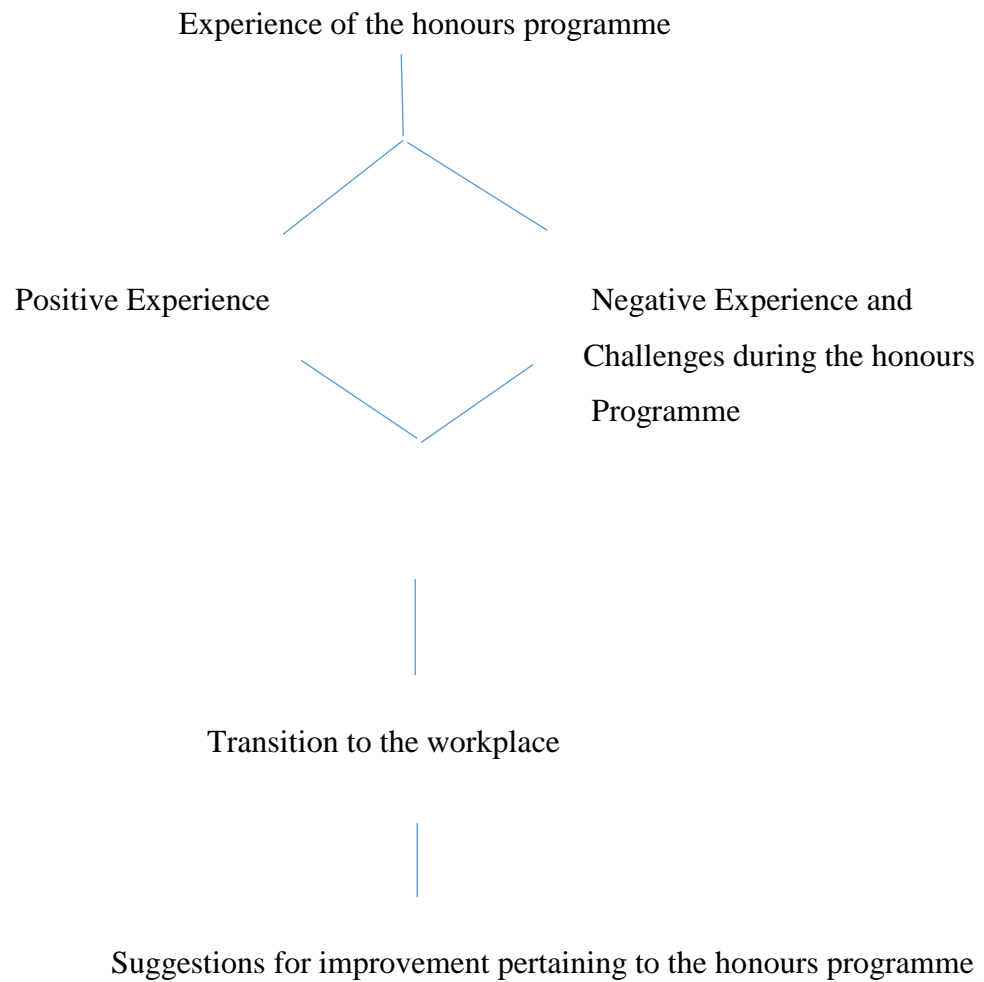 Experience of the honours programme
Positive Experience
Negative Experience and
Challenges during the honours
Programme
Transition to the workplace
Suggestions for improvement pertaining to the honours programme